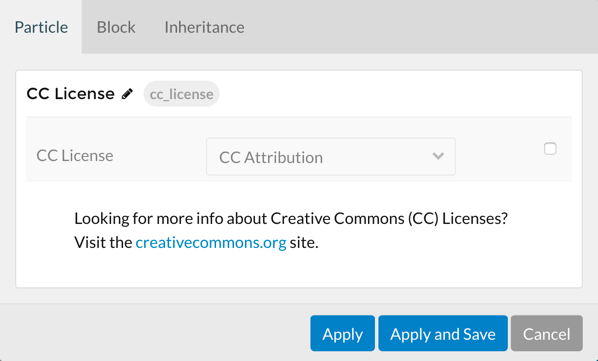 Particle Block Inheritance
CC License cc_license
CC License CC Attribution
Looking for more info about Creative Commons (CC) Licenses?
Visit the creativecommons.org site.
Apply Apply and Save Cancel